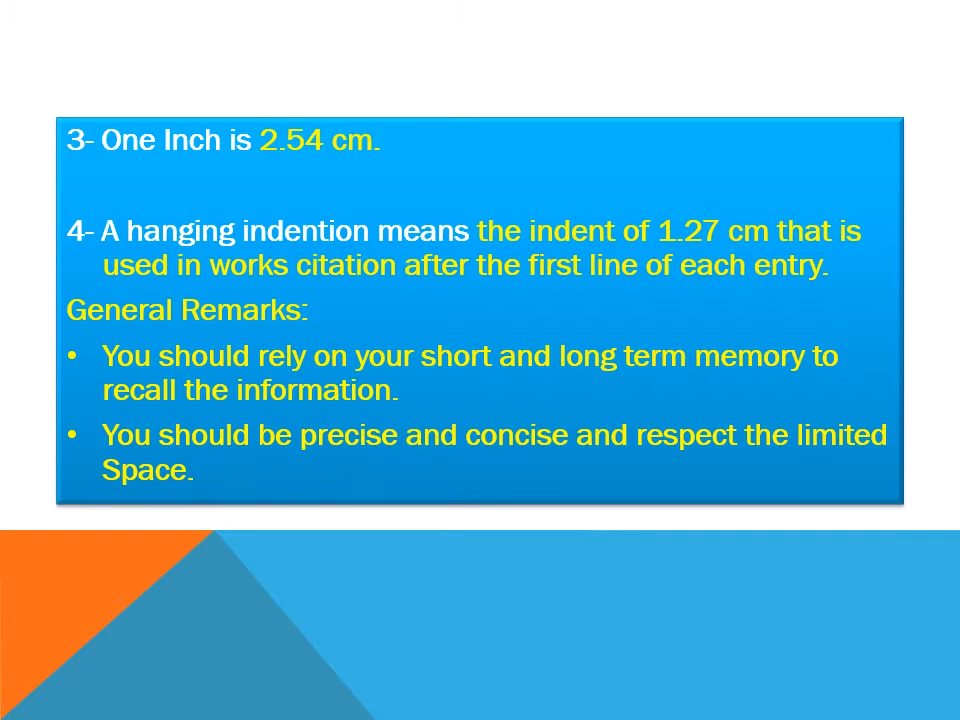 3- One Inch is 2.54 cm.
4- A hanging indention means the indent of 1.27 cm that is
used in works citation after the first line of each entry.
General Remarks:
• You should rely on your short and long term memory to
recall the information.
• You should be precise and concise and respect the limited
Space.